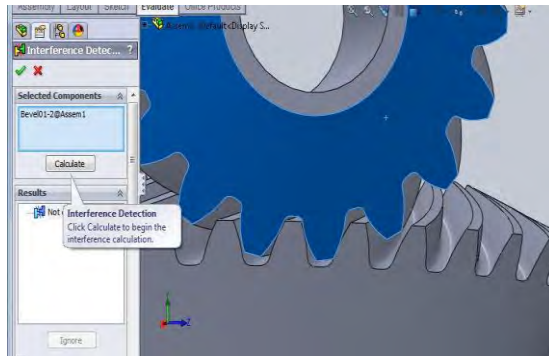 Assembly Layout Sketch Evaluate Office Products
Interference Detec... ?
Selected Components
Bevel01-2@Assem1
Calculate
Results
Not
Interference Detection
Click Calculate to begin the
interference calculation.
Ignore
Z